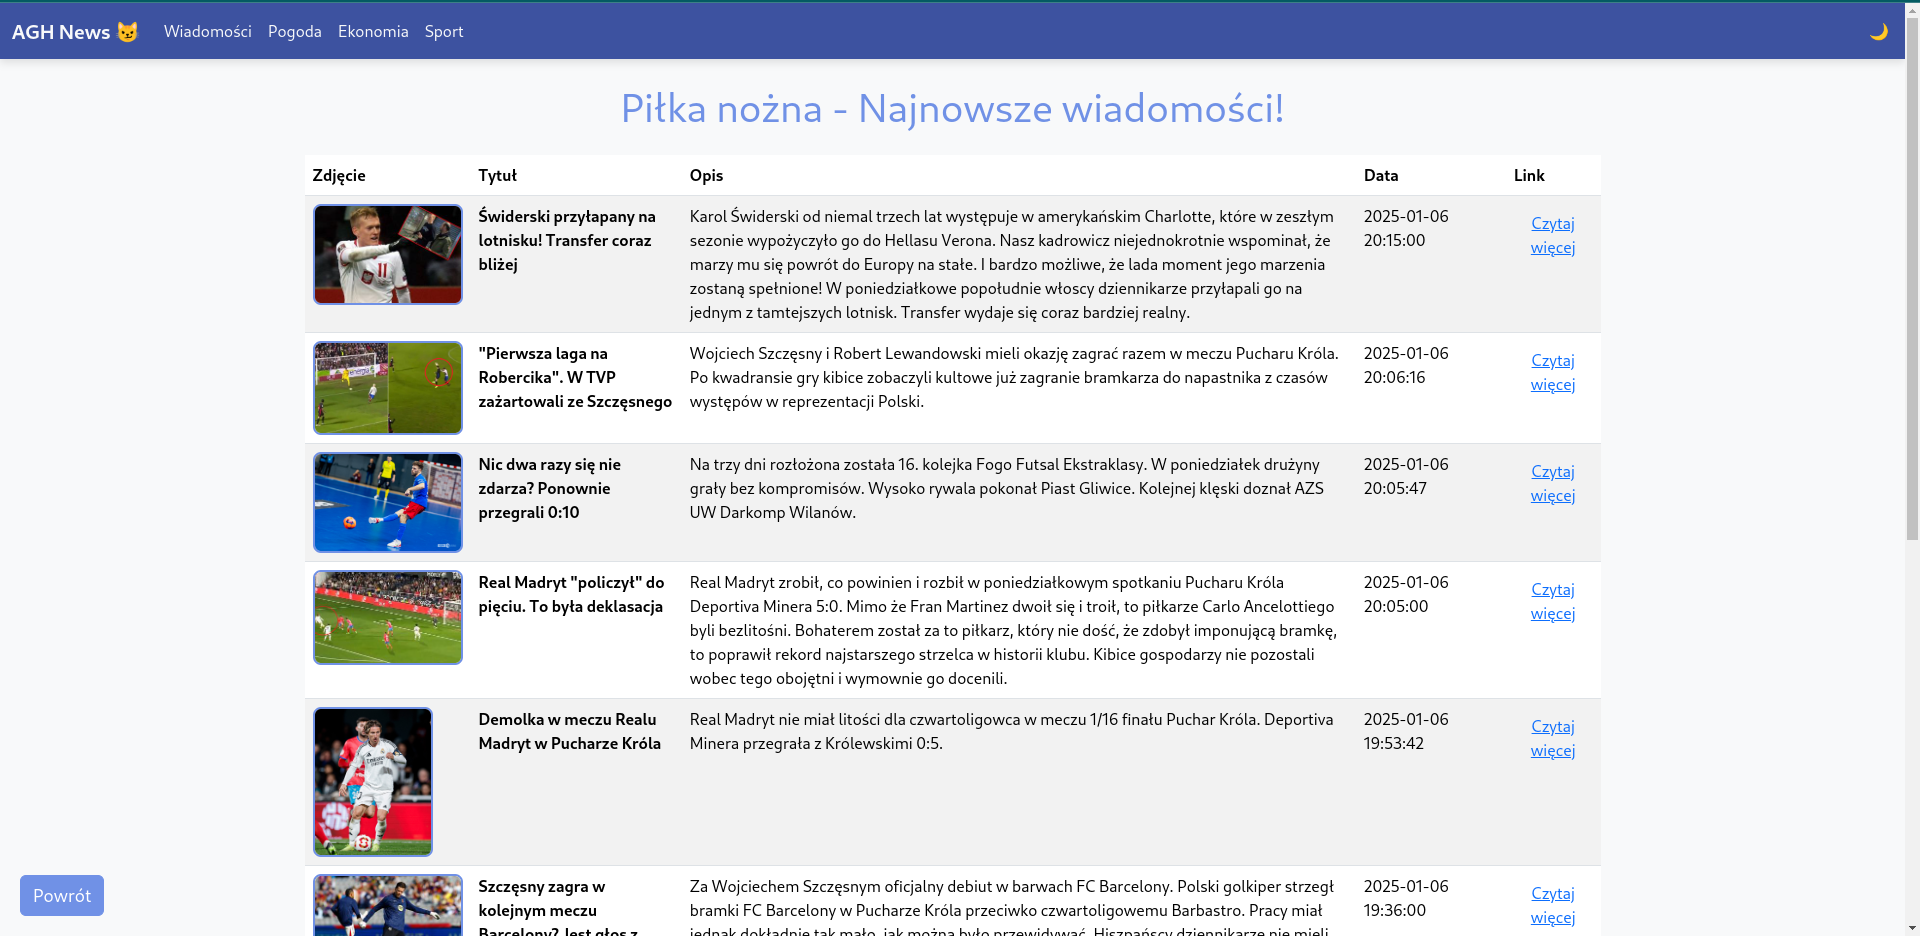 AGH News 😼 Wiadomości Pogoda Ekonomia Sport 🌙
Piłka nożna - Najnowsze wiadomości!
Zdjęcie Tytuł Opis Data Link
Świderski przyłapany na
lotnisku! Transfer coraz
bliżej
Karol Świderski od niemal trzech lat występuje w amerykańskim Charlotte, które w zeszłym
sezonie wypożyczyło go do Hellasu Verona. Nasz kadrowicz niejednokrotnie wspominał, że
marzy mu się powrót do Europy na stałe. I bardzo możliwe, że lada moment jego marzenia
zostaną spełnione! W poniedziałkowe popołudnie włoscy dziennikarze przyłapali go na
jednym z tamtejszych lotnisk. Transfer wydaje się coraz bardziej realny.
2025-01-06
20:15:00
Czytaj
więcej
"Pierwsza laga na
Robercika". W TVP
zażartowali ze Szczęsnego
Wojciech Szczęsny i Robert Lewandowski mieli okazję zagrać razem w meczu Pucharu Króla.
Po kwadransie gry kibice zobaczyli kultowe już zagranie bramkarza do napastnika z czasów
występów w reprezentacji Polski.
2025-01-06
20:06:16
Czytaj
więcej
Nic dwa razy się nie
zdarza? Ponownie
przegrali 0:10
Na trzy dni rozłożona została 16. kolejka Fogo Futsal Ekstraklasy. W poniedziałek drużyny
grały bez kompromisów. Wysoko rywala pokonał Piast Gliwice. Kolejnej klęski doznał AZS
UW Darkomp Wilanów.
2025-01-06
20:05:47
Czytaj
więcej
Real Madryt "policzył" do
pięciu. To była deklasacja
Real Madryt zrobił, co powinien i rozbił w poniedziałkowym spotkaniu Pucharu Króla
Deportiva Minera 5:0. Mimo że Fran Martinez dwoił się i troił, to piłkarze Carlo Ancelottiego
byli bezlitośni. Bohaterem został za to piłkarz, który nie dość, że zdobył imponującą bramkę,
to poprawił rekord najstarszego strzelca w historii klubu. Kibice gospodarzy nie pozostali
wobec tego obojętni i wymownie go docenili.
2025-01-06
20:05:00
Czytaj
więcej
Demolka w meczu Realu
Madryt w Pucharze Króla
Real Madryt nie miał litości dla czwartoligowca w meczu 1/16 finału Puchar Króla. Deportiva
Minera przegrała z Królewskimi 0:5.
2025-01-06
19:53:42
Czytaj
więcej
Szczęsny zagra w
kolejnym meczu
Barcelony? Jest głos z
Za Wojciechem Szczęsnym oficjalny debiut w barwach FC Barcelony. Polski golkiper strzegł
bramki FC Barcelony w Pucharze Króla przeciwko czwartoligowemu Barbastro. Pracy miał
jednak dokładnie tak mało, jak można było przewidywać. Hiszpańscy dziennikarze nie mieli
2025-01-06
19:36:00
Czytaj
więcej
Powrót